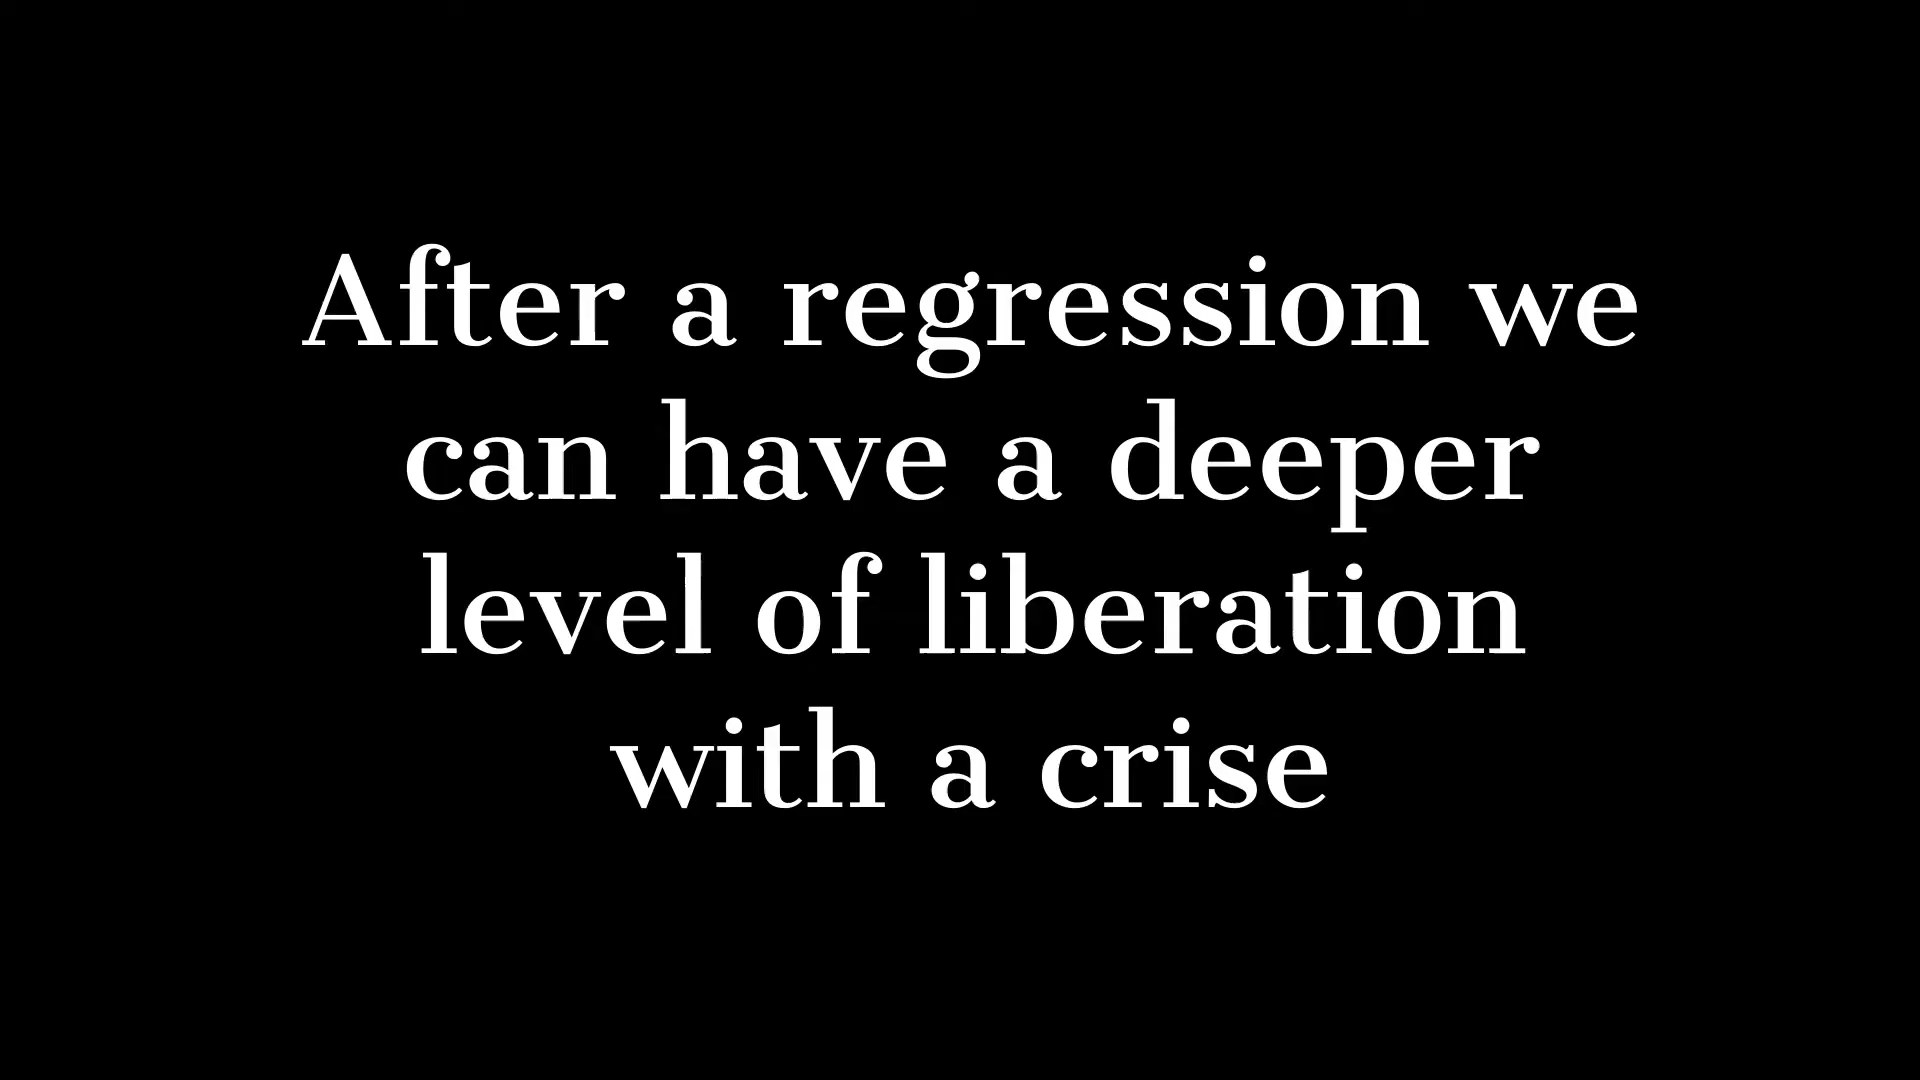 After a regression we
can have a deeper
level of liberation
with a crise